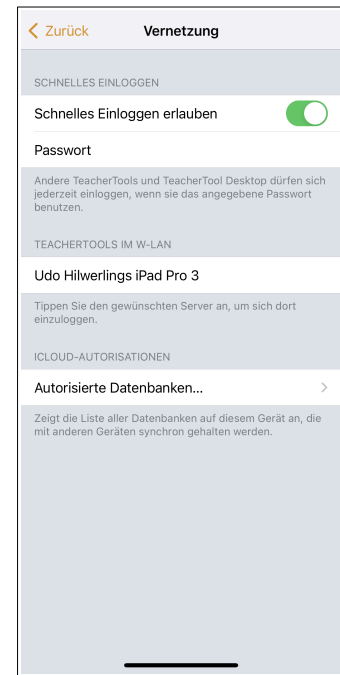 Zurück Vernetzung
SCHNELLES EINLOGGEN
Schnelles Einloggen erlauben
Passwort
Andere TeacherTools und TeacherTool Desktop dürfen sich
jederzeit einloggen, wenn sie das angegebene Passwort
benutzen.
TEACHERTOOLS IM W-LAN
Udo Hilwerlings iPad Pro 3
Tippen Sie den gewünschten Server an, um sich dort
einzuloggen.
ICLOUD-AUTORISATIONEN
Autorisierte Datenbanken...
Zeigt die Liste aller Datenbanken auf diesem Gerät an, die
mit anderen Geräten synchron gehalten werden.